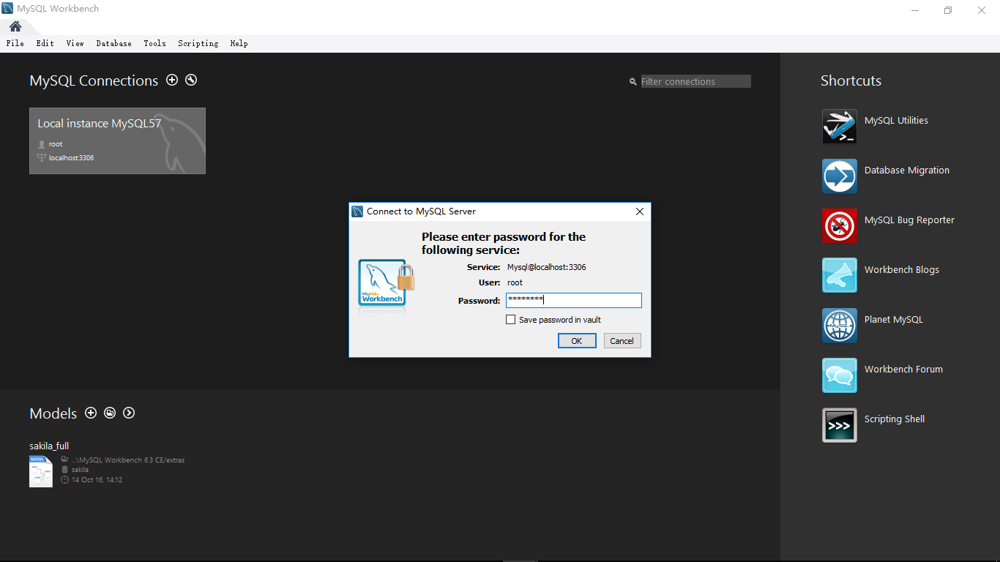 MySQL Workbench
File Edit View Database Tools Scripting Help
MySQL Connections
Filter connections
Local instance MySQL57
root
localhost:3306
Shortcuts
MySQL Utilities
Database Migration
MySQL Bug Reporter
Workbench Blogs
MySQL
Planet MySQL
Workbench Forum
>>>
Scripting Shell
Connect to MySQL Server
Please enter password for the
following service:
MySQL
Workbench
Service: Mysql@localhost:3306
User: root
Password: ********
Save password in vault
OK Cancel
Models
sakila_full
MODEL
...\MySQL Workbench 6.3 CE/extras
sakila
14 Oct 16, 14:12